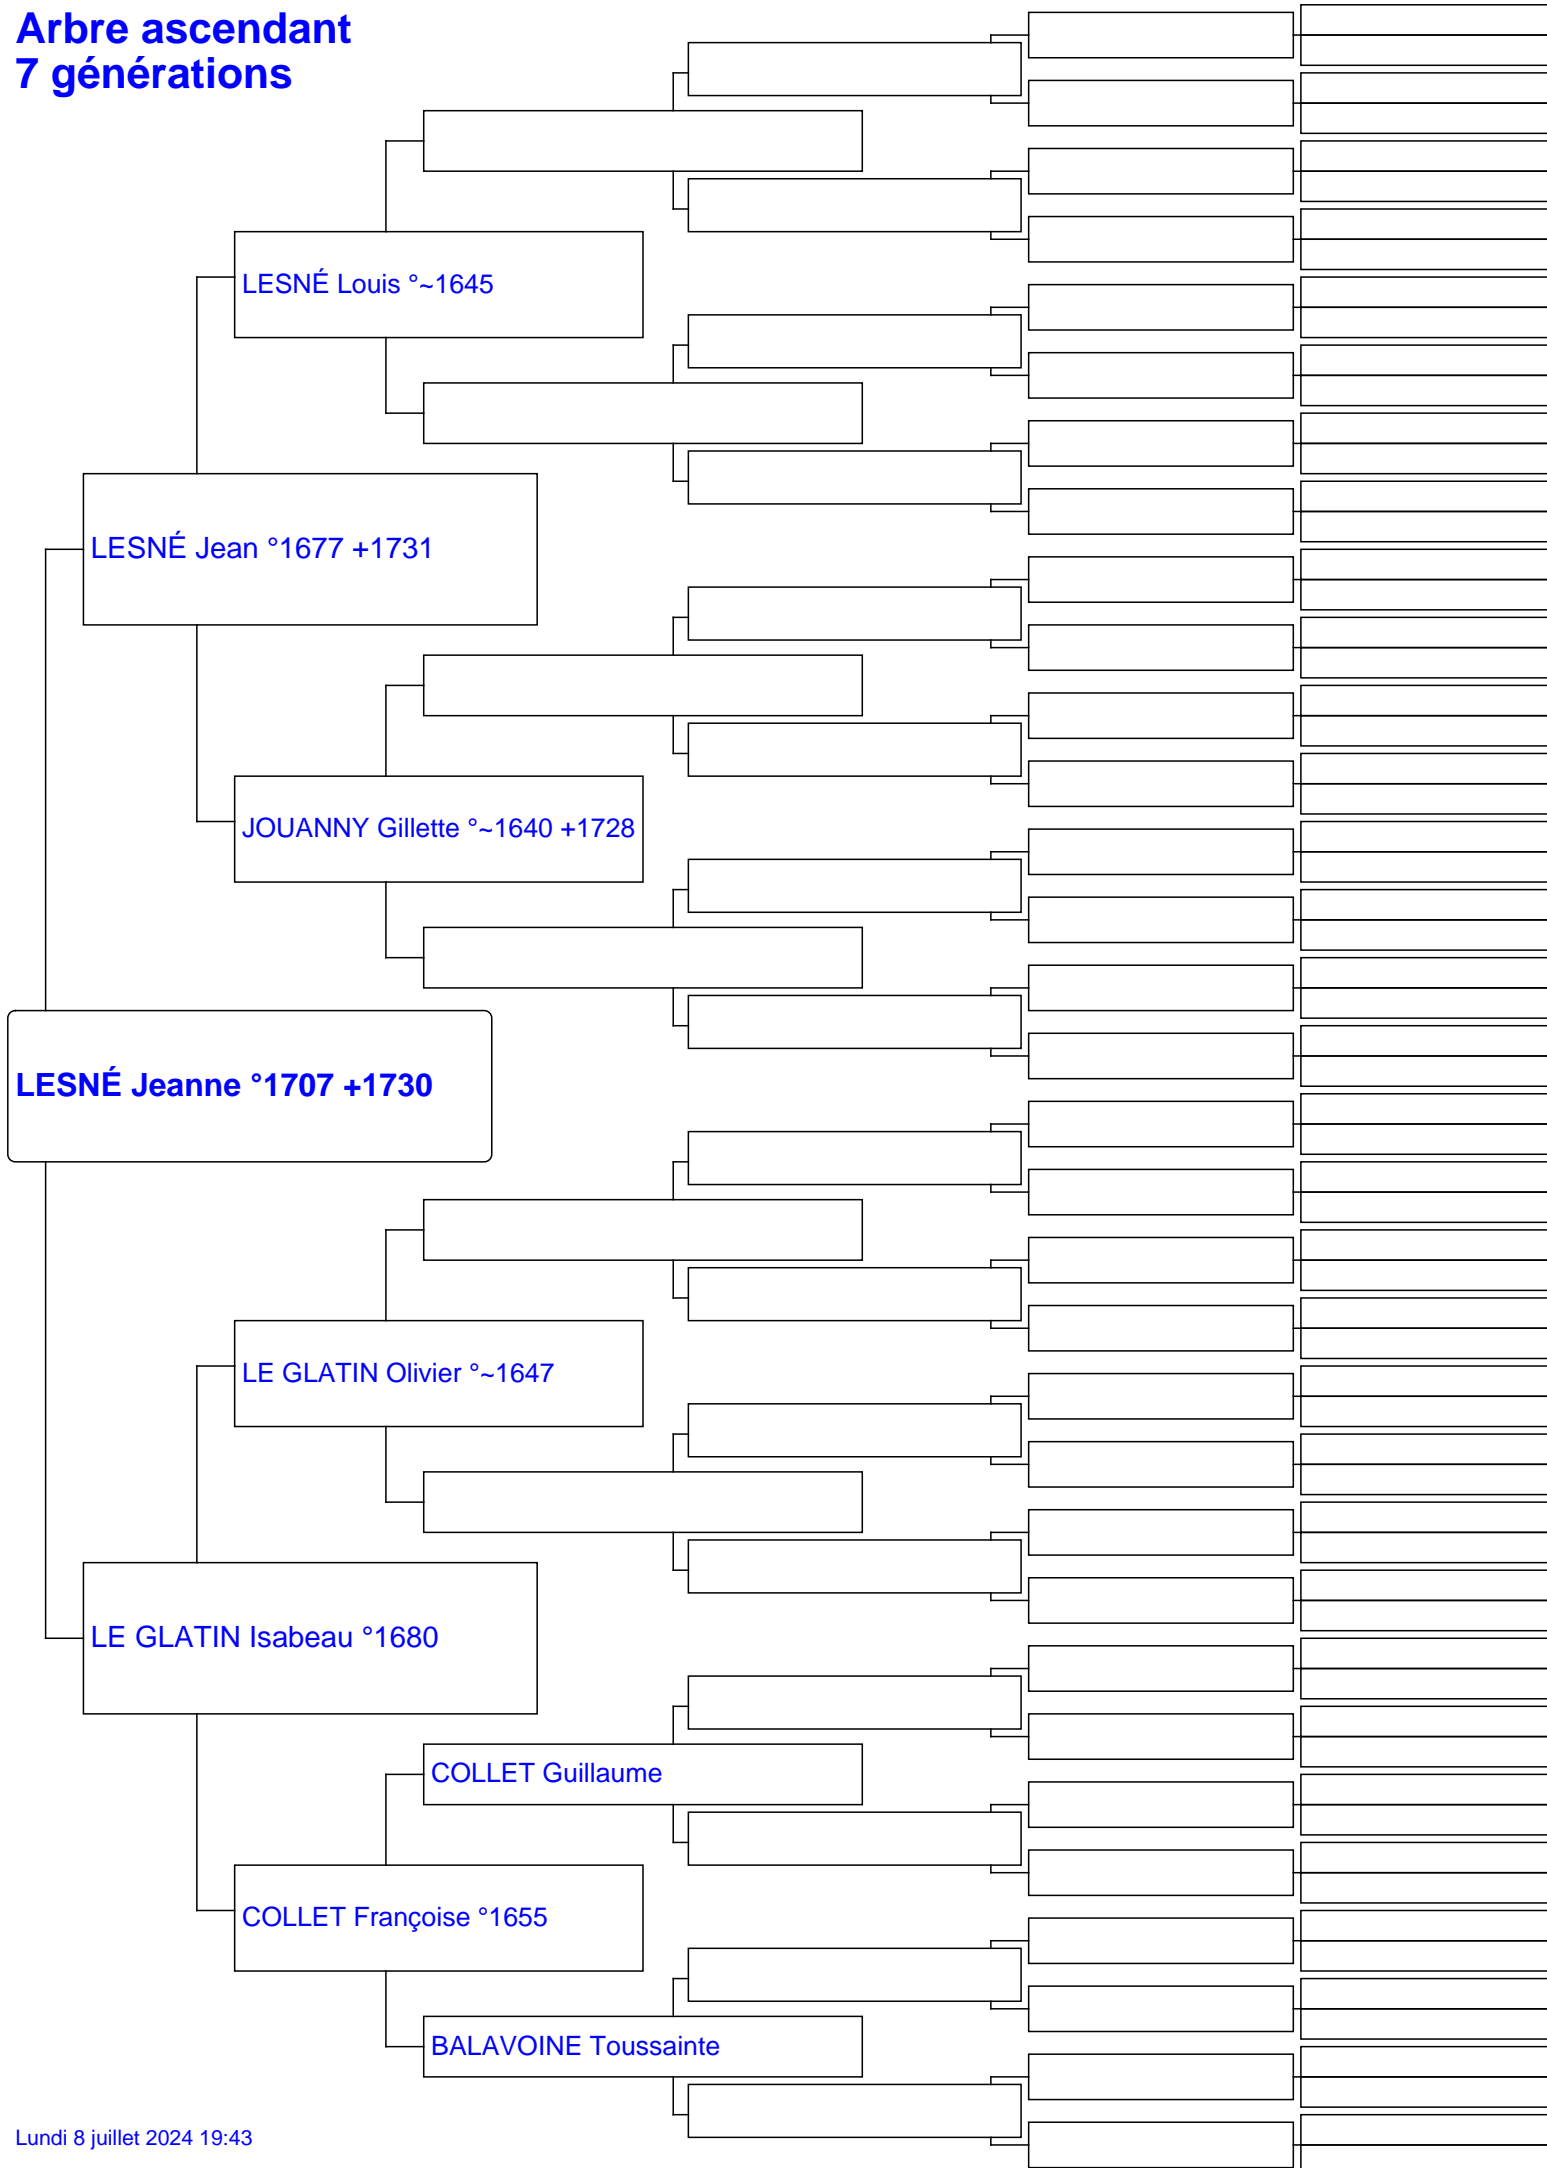 Arbre ascendant
7 générations
LESNÉ Louis °~1645
LESNÉ Jean °1677 +1731
JOUANNY Gillette °~1640 +1728
LESNÉ Jeanne °1707 +1730
LE GLATIN Olivier °~1647
LE GLATIN Isabeau °1680
COLLET Guillaume
COLLET Françoise °1655
BALAVOINE Toussainte
Lundi 8 juillet 2024 19:43